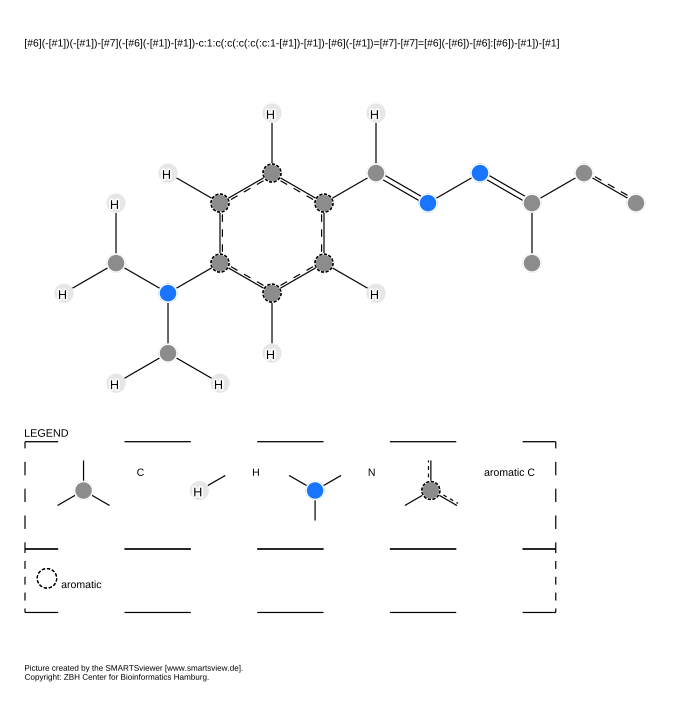 [#6](-[#1])(-[#1])-[#7](-[#6](-[#1])-[#1])-c:1:c(:c(:c(:c(:c:1-[#1])-[#1])-[#6](-[#1])=[#7]-[#7]=[#6](-[#6])-[#6]:[#6])-[#1])-[#1]
H H
H
H
H H
H
H H
LEGEND
C H N aromatic C
H
aromatic
Picture created by the SMARTSviewer [www.smartsview.de].
Copyright: ZBH Center for Bioinformatics Hamburg.